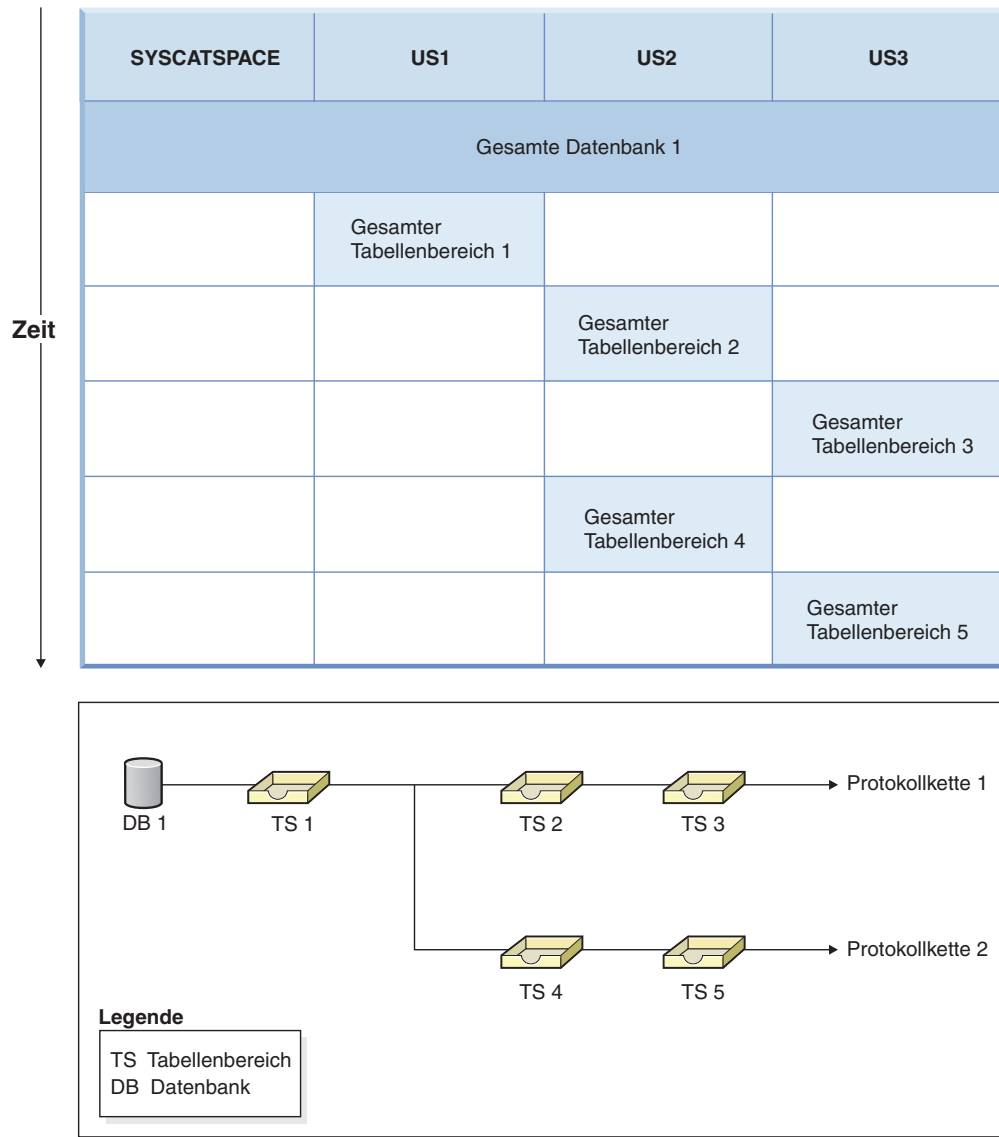 SYSCATSPACE
US1
US2
US3
Gesamte Datenbank 1
Gesamter
Tabellenbereich 1
Zeit
Gesamter
Tabellenbereich 2
Gesamter
Tabellenbereich 3
Gesamter
Tabellenbereich 4
Gesamter
Tabellenbereich 5
DB 1
TS 1
TS 2
TS 3
Protokollkette 1
TS 4
TS 5
Protokollkette 2
Legende
TS Tabellenbereich
DB Datenbank